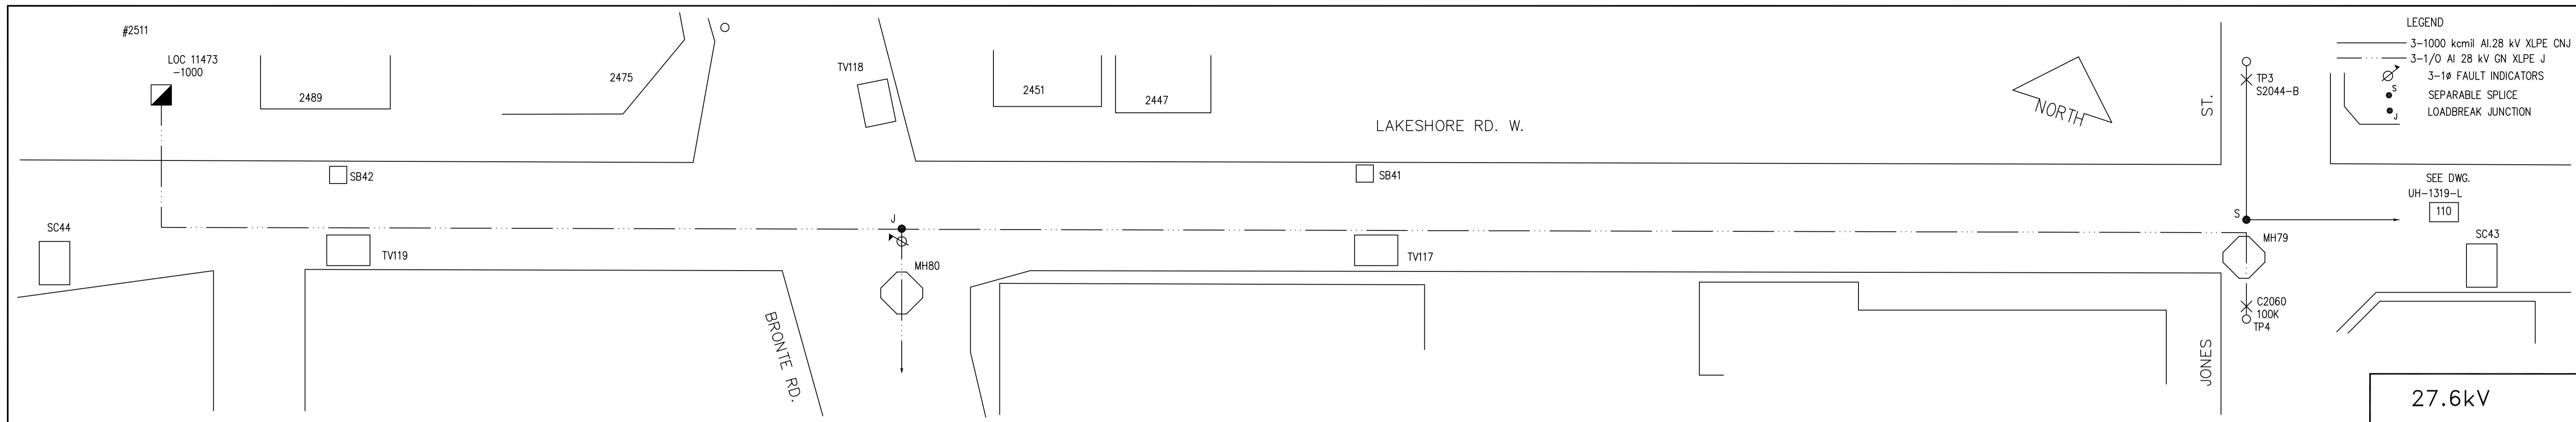 #2511
LOC 11473
-1000
2489
2475
TV118
2451
2447
LAKESHORE RD. W.
NORTH
ST.
TP3
S2044-B
LEGEND
3-1000 kcmil Al.28 kV XLPE CNJ
3-1/0 Al 28 kV GN XLPE J
3-1ø FAULT INDICATORS
S
SEPARABLE SPLICE
J
LOADBREAK JUNCTION
SB42
SB41
SEE DWG.
UH-1319-L
110
SC44
J
S
TV119
MH80
TV117
MH79
SC43
BRONTE RD.
C2060
100K
TP4
JONES
27.6kV